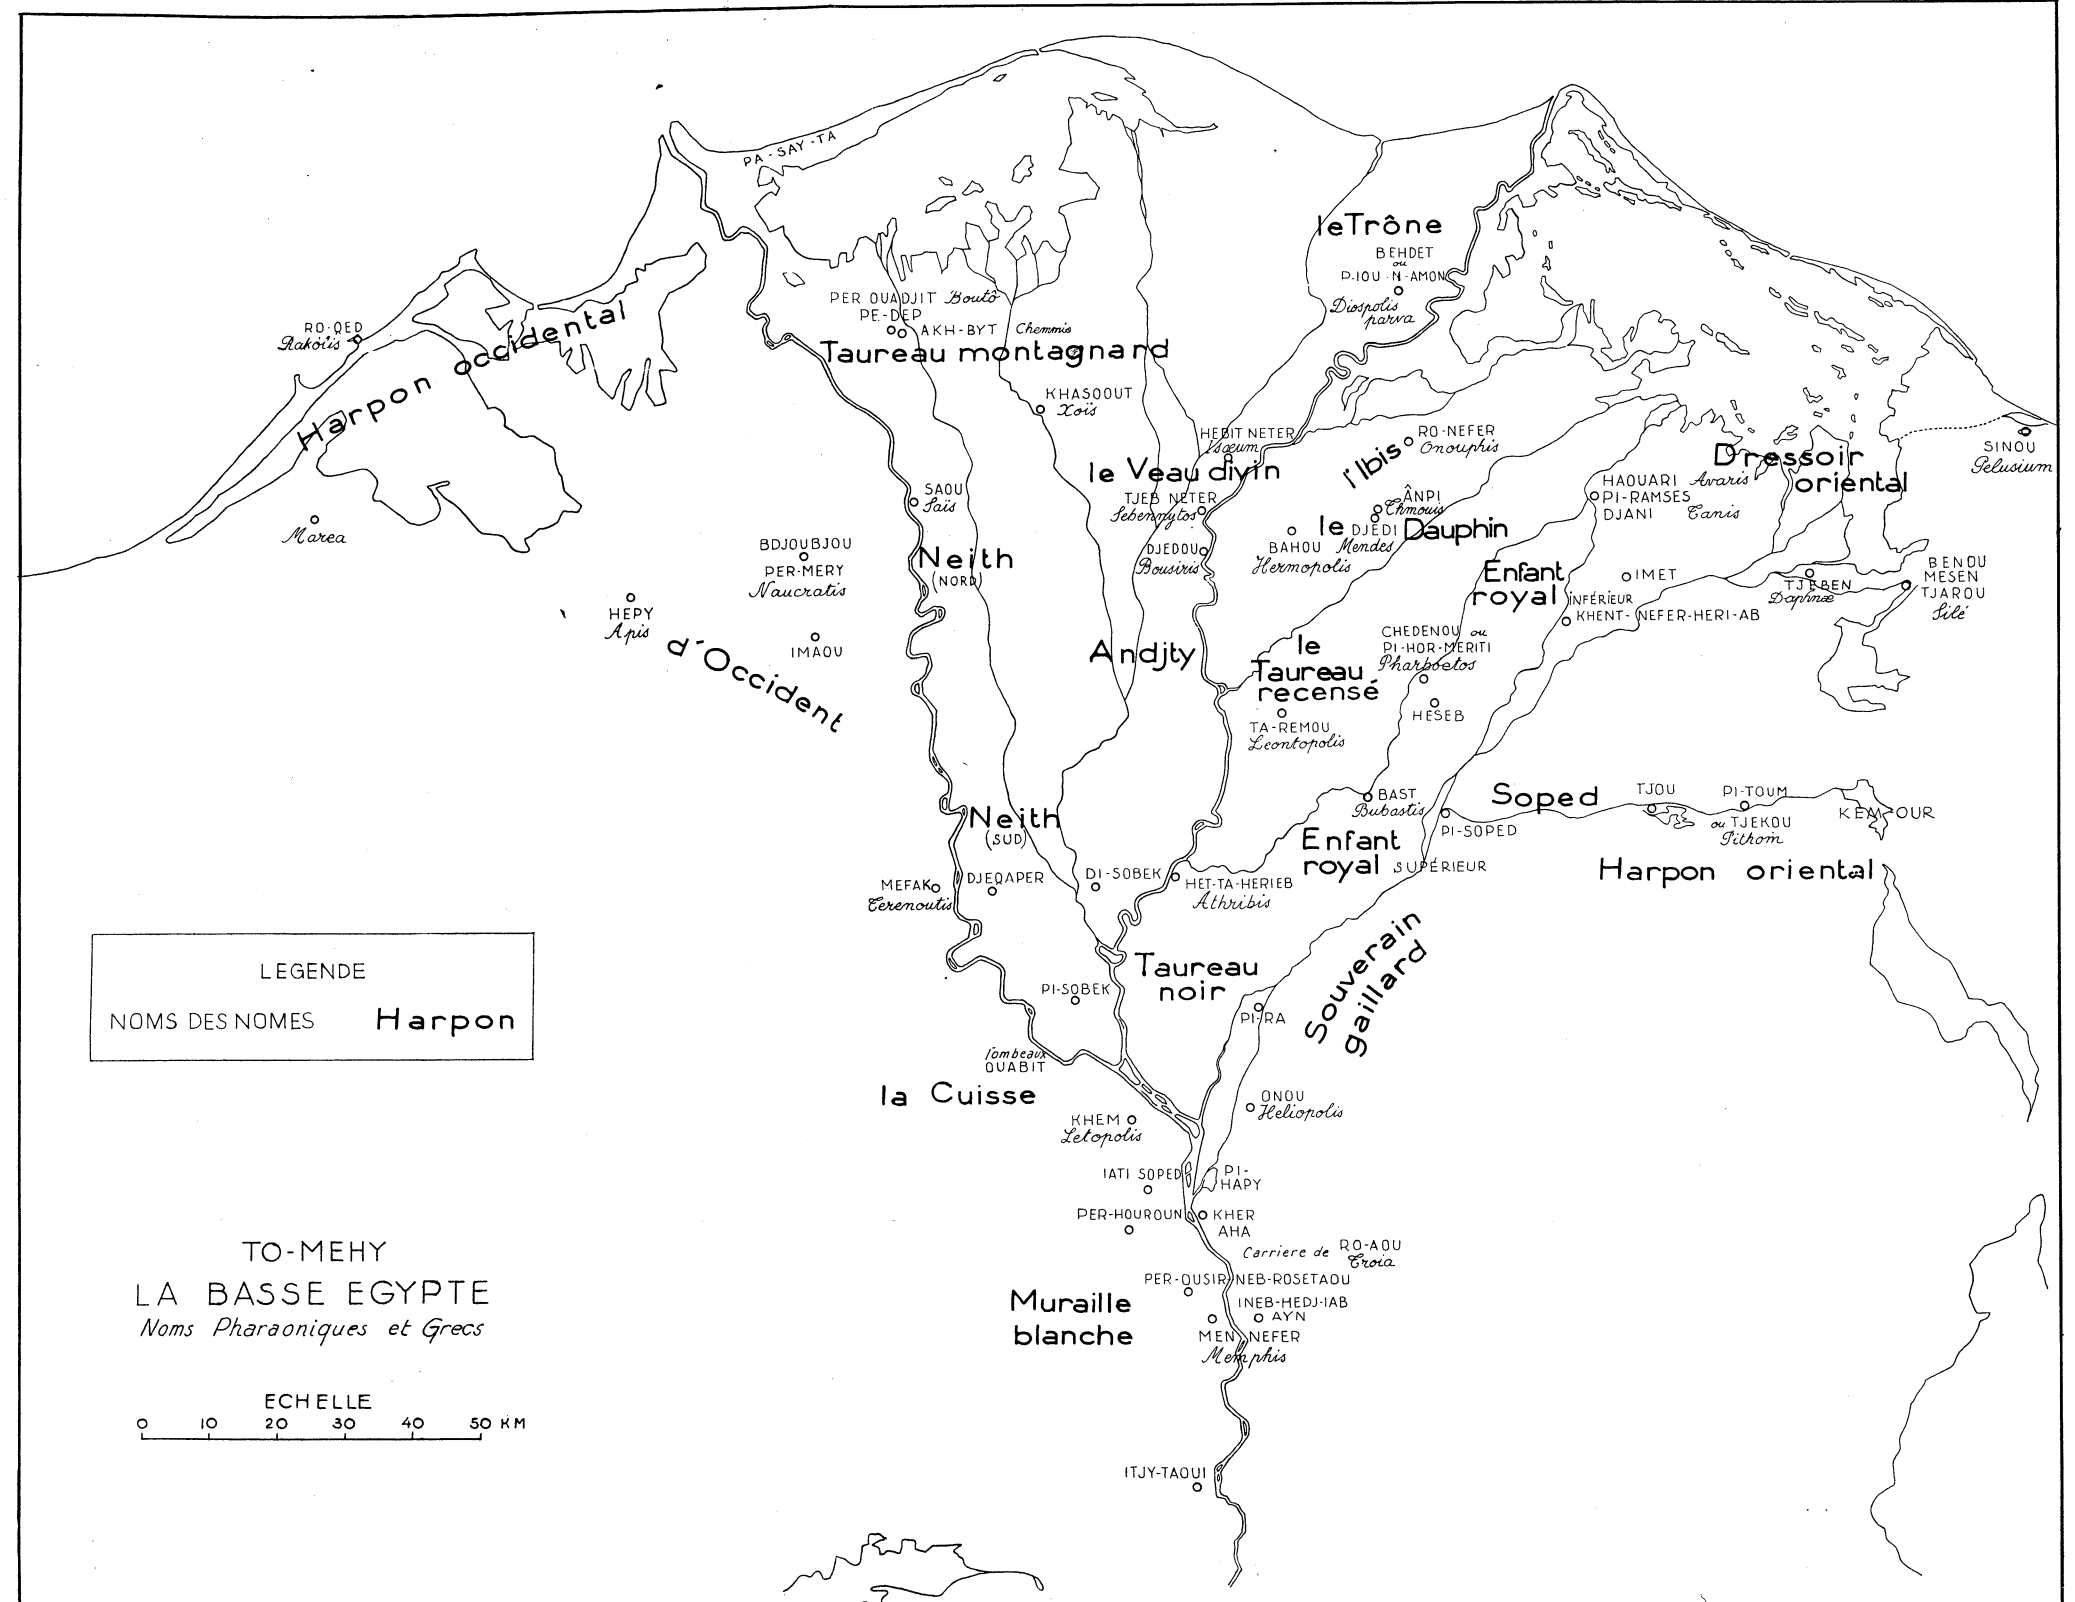 PA-SAY-TA
le Trône
BEHDET
ou
P-IOU-N-AMON
Diospolis
parva
PER OUADJIT Boutô
PE-DEP
AKH-BYT Chemmis
Taureau montagnard
RO-QED
Rakôtis
Harpon occidental
KHASOOUT
Xoïs
HEBIT NETER
Isœum
RO-NEFER
Onouphis
l'Ibis
SINOU
Pelusium
Dressoir
oriental
le Veau divin
TJEB NETER
Sebennytos
HAOUARI Avaris
PI-RAMSES
DJANI Tanis
SAOU
Saïs
ÂNPI
Thmouis
le DJEDI Dauphin
BAHOU Mendes
Hermopolis
Marea
BDJOUBJOU
PER-MERY
Naucratis
Neith
(NORD)
DJEDOU
Bousiris
Enfant
royal INFÉRIEUR
IMET
KHENT-NEFER-HERI-AB
TJEBEN
Daphnæ
BENOU
MESEN
TJAROU
Silé
HEPY
Apis
IMAOU
d'Occident
Andjty
le
Taureau
recensé
CHEDENOU ou
PI-HOR-MERITI
Pharbœtos
HESEB
TA-REMOU
Leontopolis
BAST
Bubastis
Soped
PI-SOPED
TJOU
PI-TOUM
ou TJEKOU
Pithom
KEM-OUR
Neith
(SUD)
Enfant
royal SUPÉRIEUR
Harpon oriental
MEFAK
Terenoutis
DJEQAPER
DI-SOBEK
HET-TA-HERIEB
Athribis
Souverain
gaillard
Taureau
noir
PI-SOBEK
PI-RA
LEGENDE
NOMS DES NOMES Harpon
Tombeaux
OUABIT
la Cuisse
KHEM
Letopolis
ONOU
Heliopolis
IATI SOPED
PI-
HAPY
PER-HOUROUN
KHER
AHA
Carriere de RO-AOU
Troia
PER-OUSIR-NEB-ROSETAOU
INEB-HEDJ-IAB
AYN
Muraille
blanche
MEN NEFER
Memphis
TO-MEHY
LA BASSE EGYPTE
Noms Pharaoniques et Grecs
ECHELLE
0 10 20 30 40 50 KM
ITJY-TAOUI